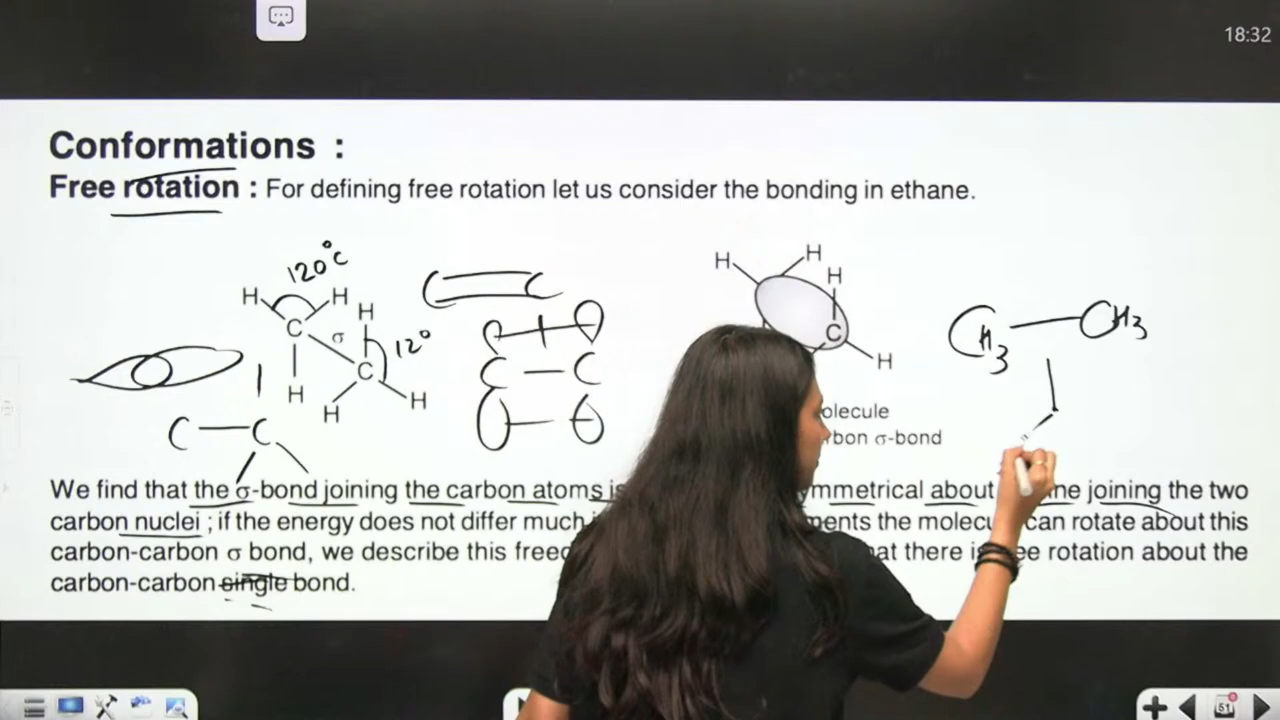 18:32
Conformations :
Free rotation : For defining free rotation let us consider the bonding in ethane.
120°C
H H H
C σ 12°
C
H H H
C — C
C — C
H H H
C H
olecule
rbon σ-bond
CH3 — CH3
We find that the σ-bond joining the carbon atoms is ymmetrical about ne joining the two
carbon nuclei ; if the energy does not differ much ments the molecu can rotate about this
carbon-carbon σ bond, we describe this freed at there is ee rotation about the
carbon-carbon single bond.
51